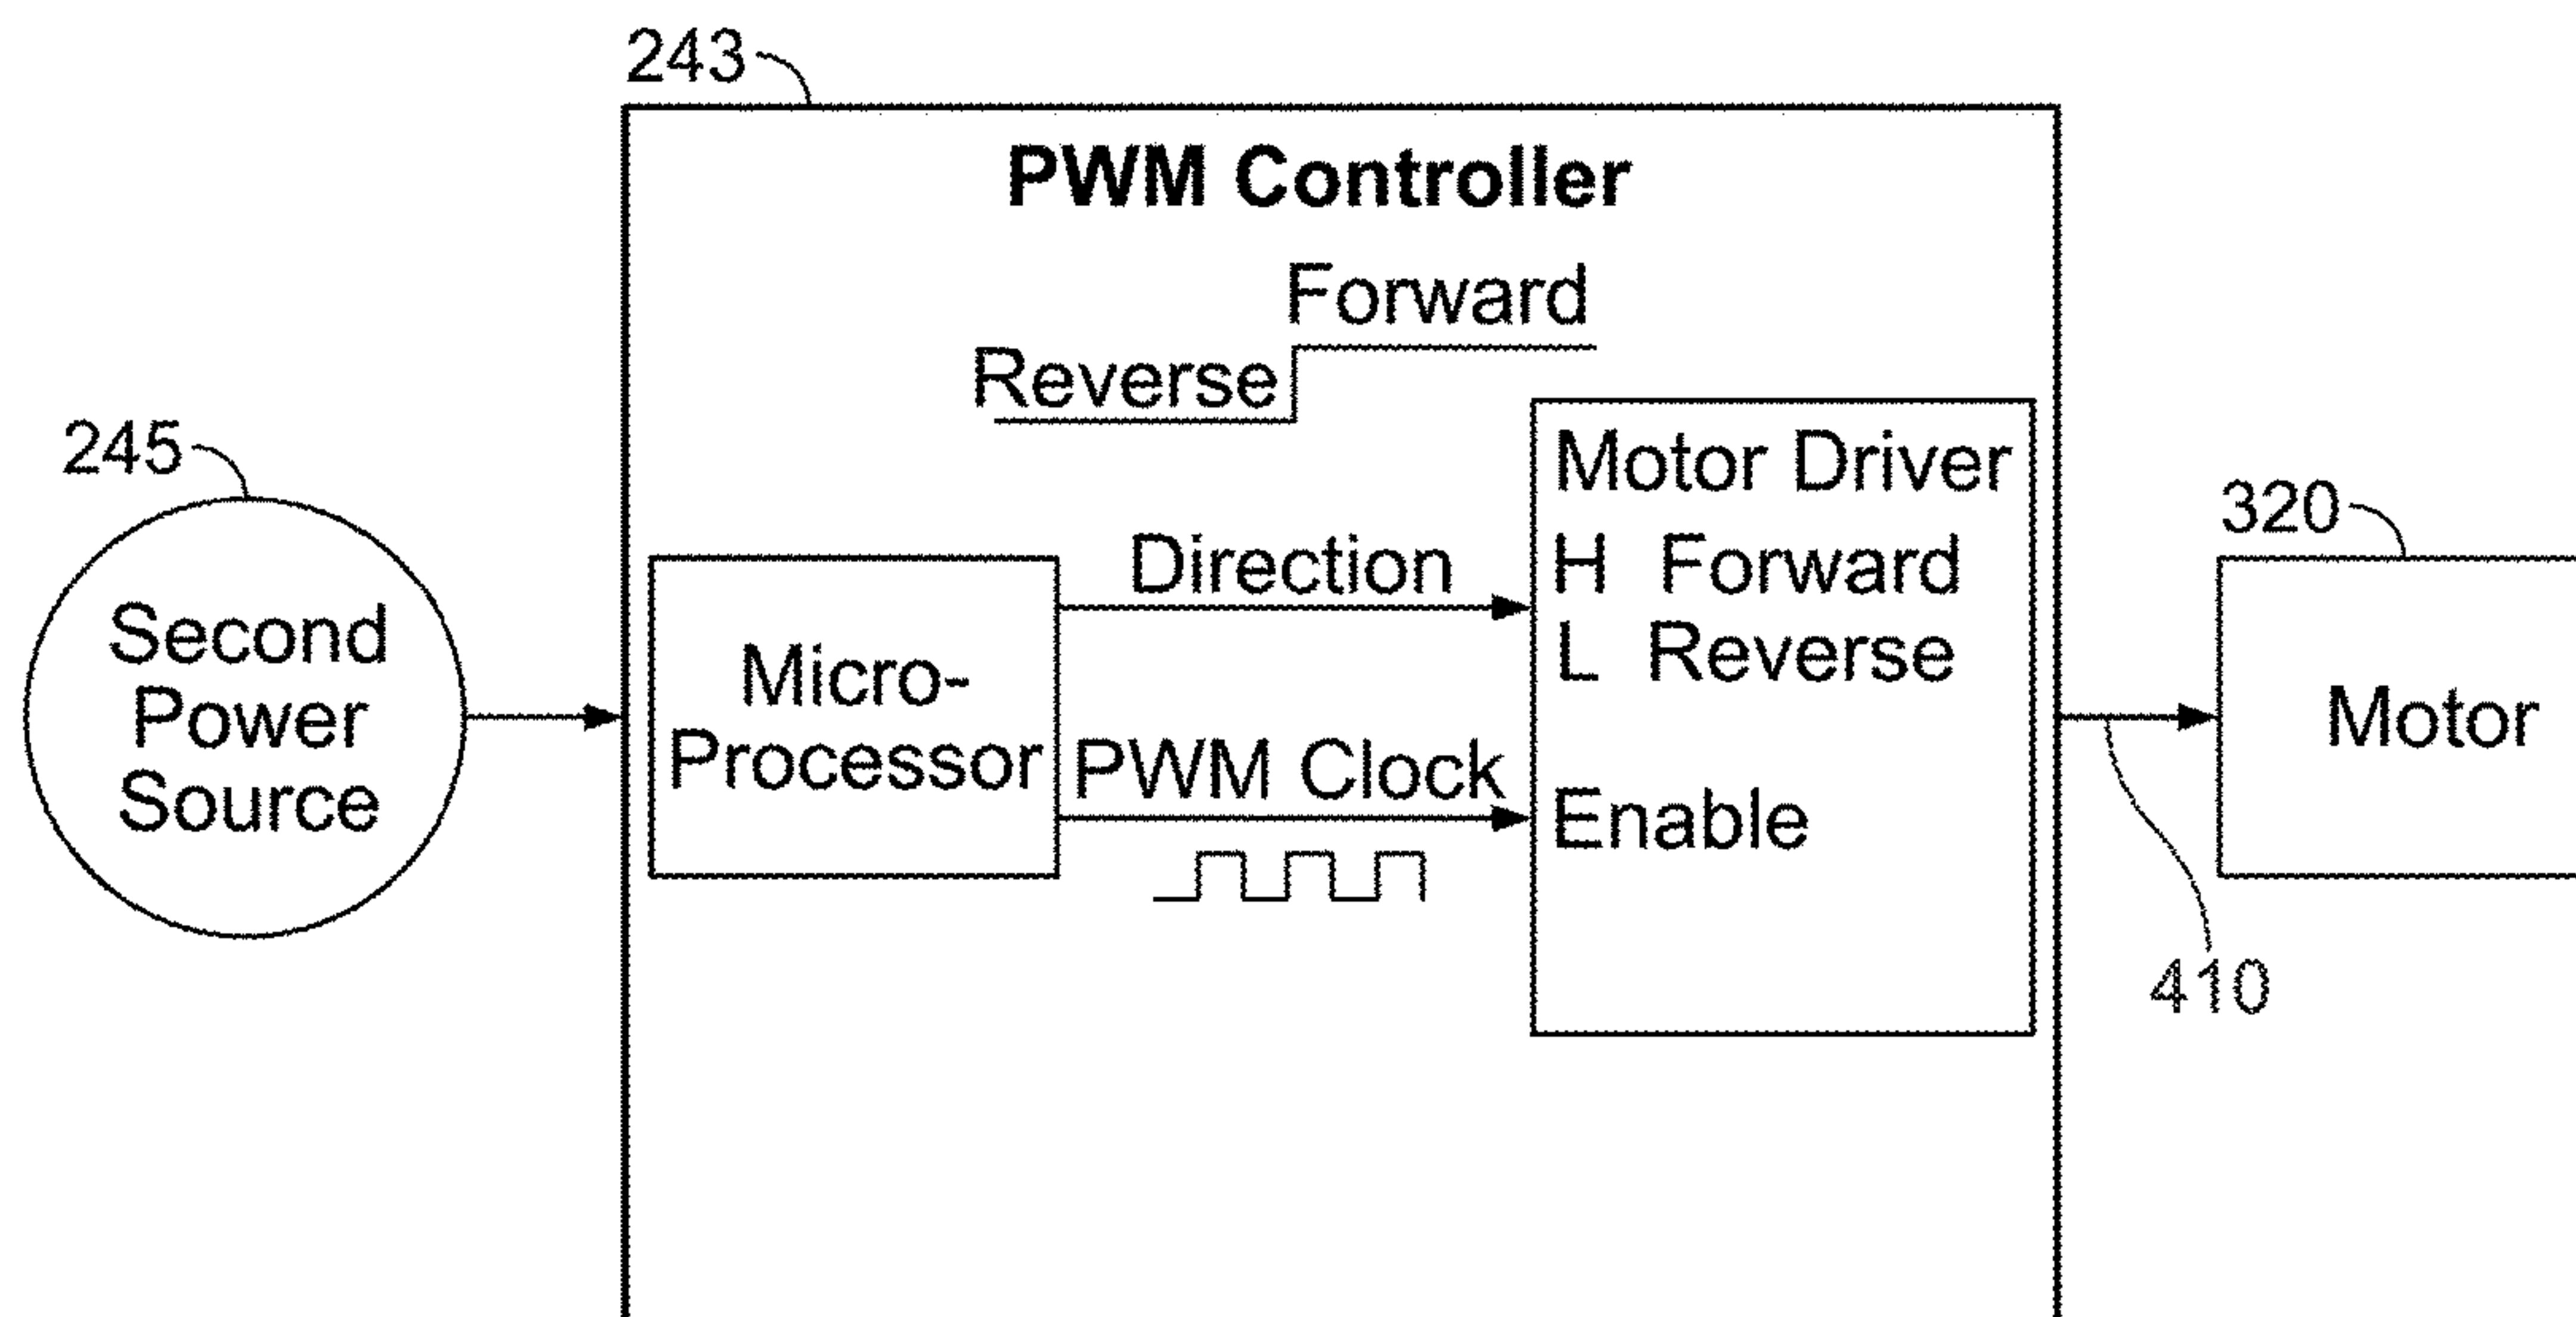 243
PWM Controller
Forward
Reverse
245
Second
Power
Source
Micro-
Processor
Direction
PWM Clock
Motor Driver
H Forward
L Reverse
Enable
320
Motor
410